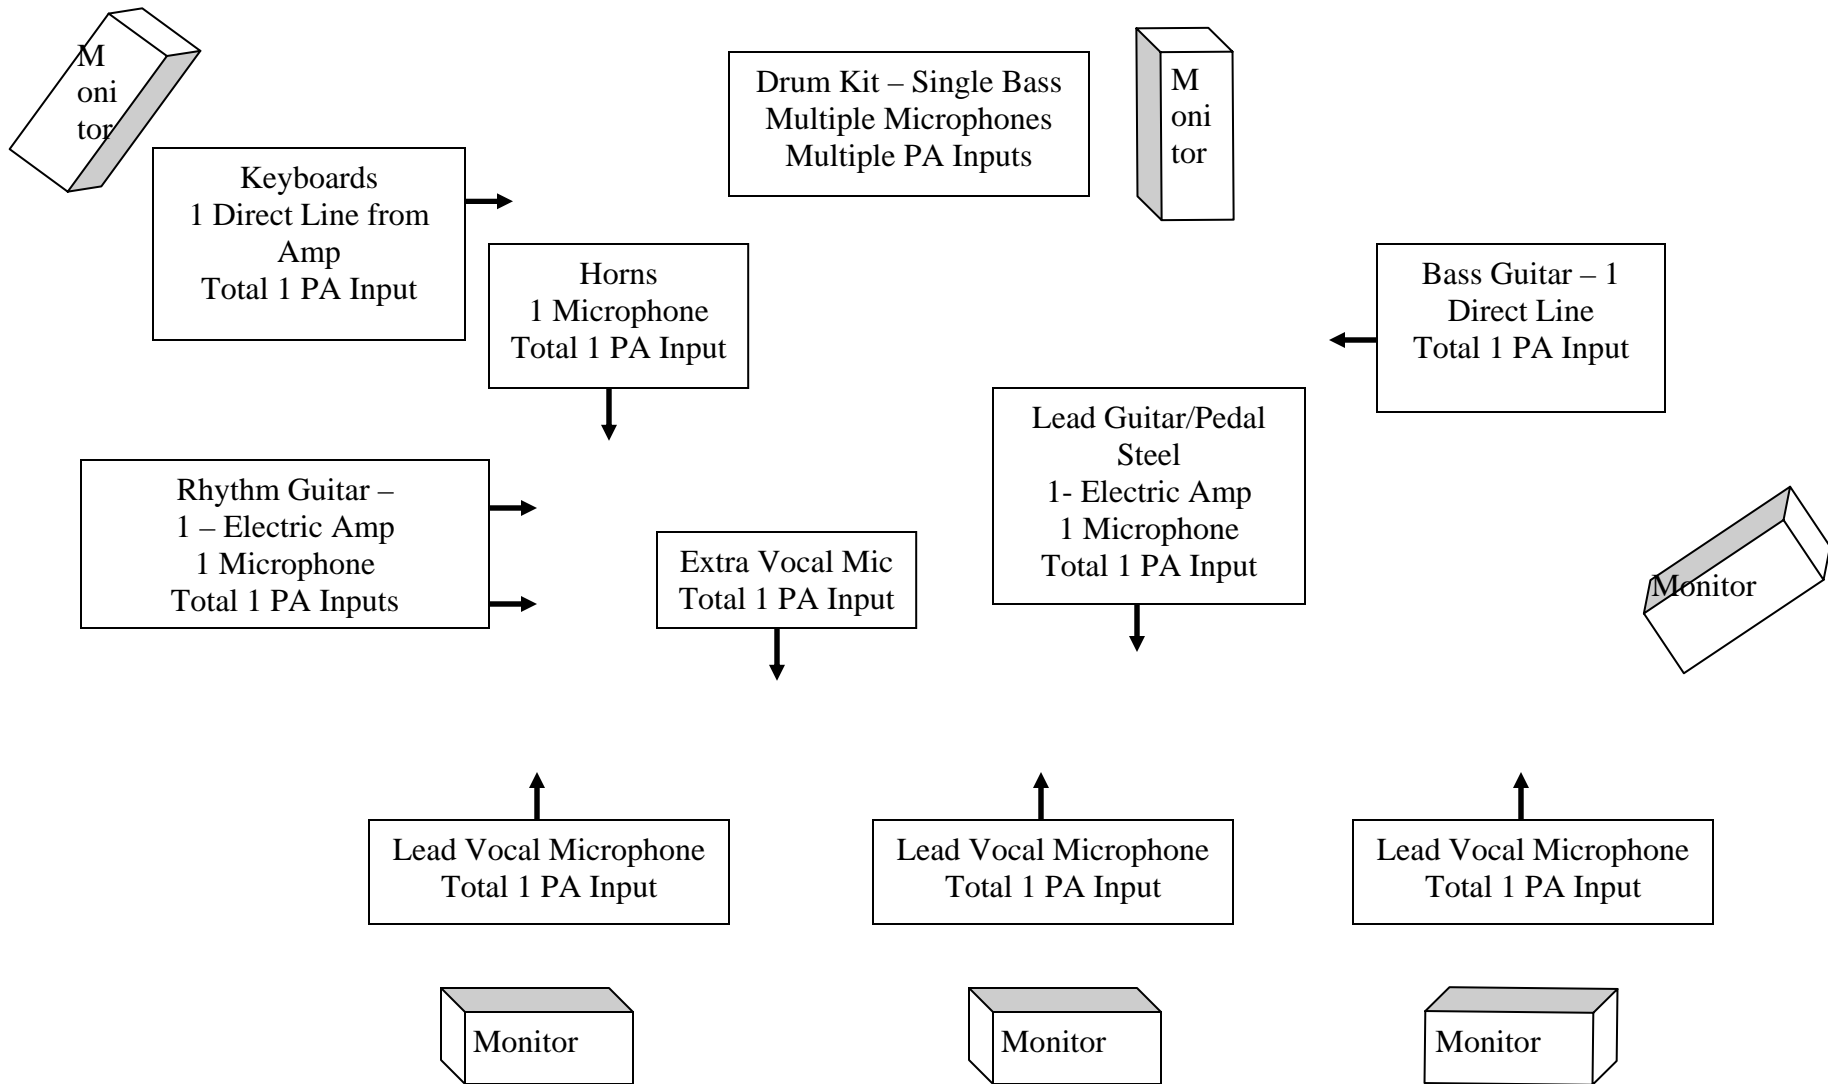 M
oni
tor
Drum Kit – Single Bass
Multiple Microphones
Multiple PA Inputs
M
oni
tor
Keyboards
1 Direct Line from
Amp
Total 1 PA Input
Horns
1 Microphone
Total 1 PA Input
Bass Guitar – 1
Direct Line
Total 1 PA Input
Lead Guitar/Pedal
Steel
1- Electric Amp
1 Microphone
Total 1 PA Input
Rhythm Guitar –
1 – Electric Amp
1 Microphone
Total 1 PA Inputs
Extra Vocal Mic
Total 1 PA Input
Monitor
Lead Vocal Microphone
Total 1 PA Input
Lead Vocal Microphone
Total 1 PA Input
Lead Vocal Microphone
Total 1 PA Input
Monitor
Monitor
Monitor